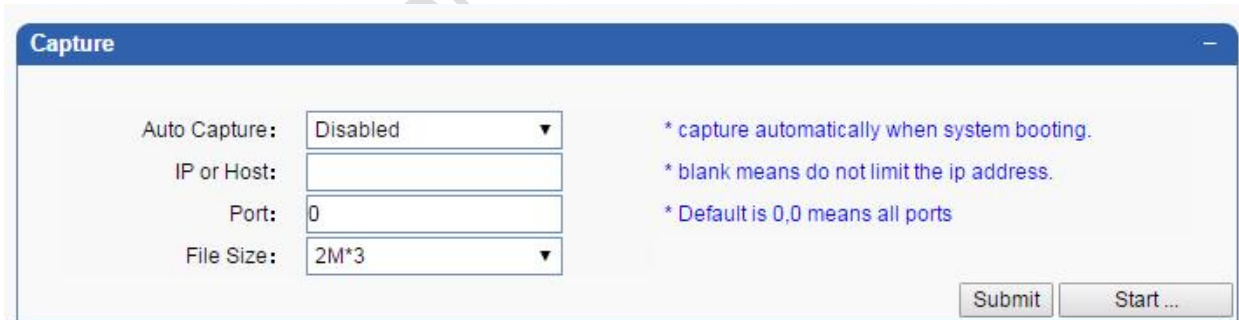 Capture –
Auto Capture: Disabled ▼ * capture automatically when system booting.
IP or Host: * blank means do not limit the ip address.
Port: 0 * Default is 0,0 means all ports
File Size: 2M*3 ▼
Submit Start ...